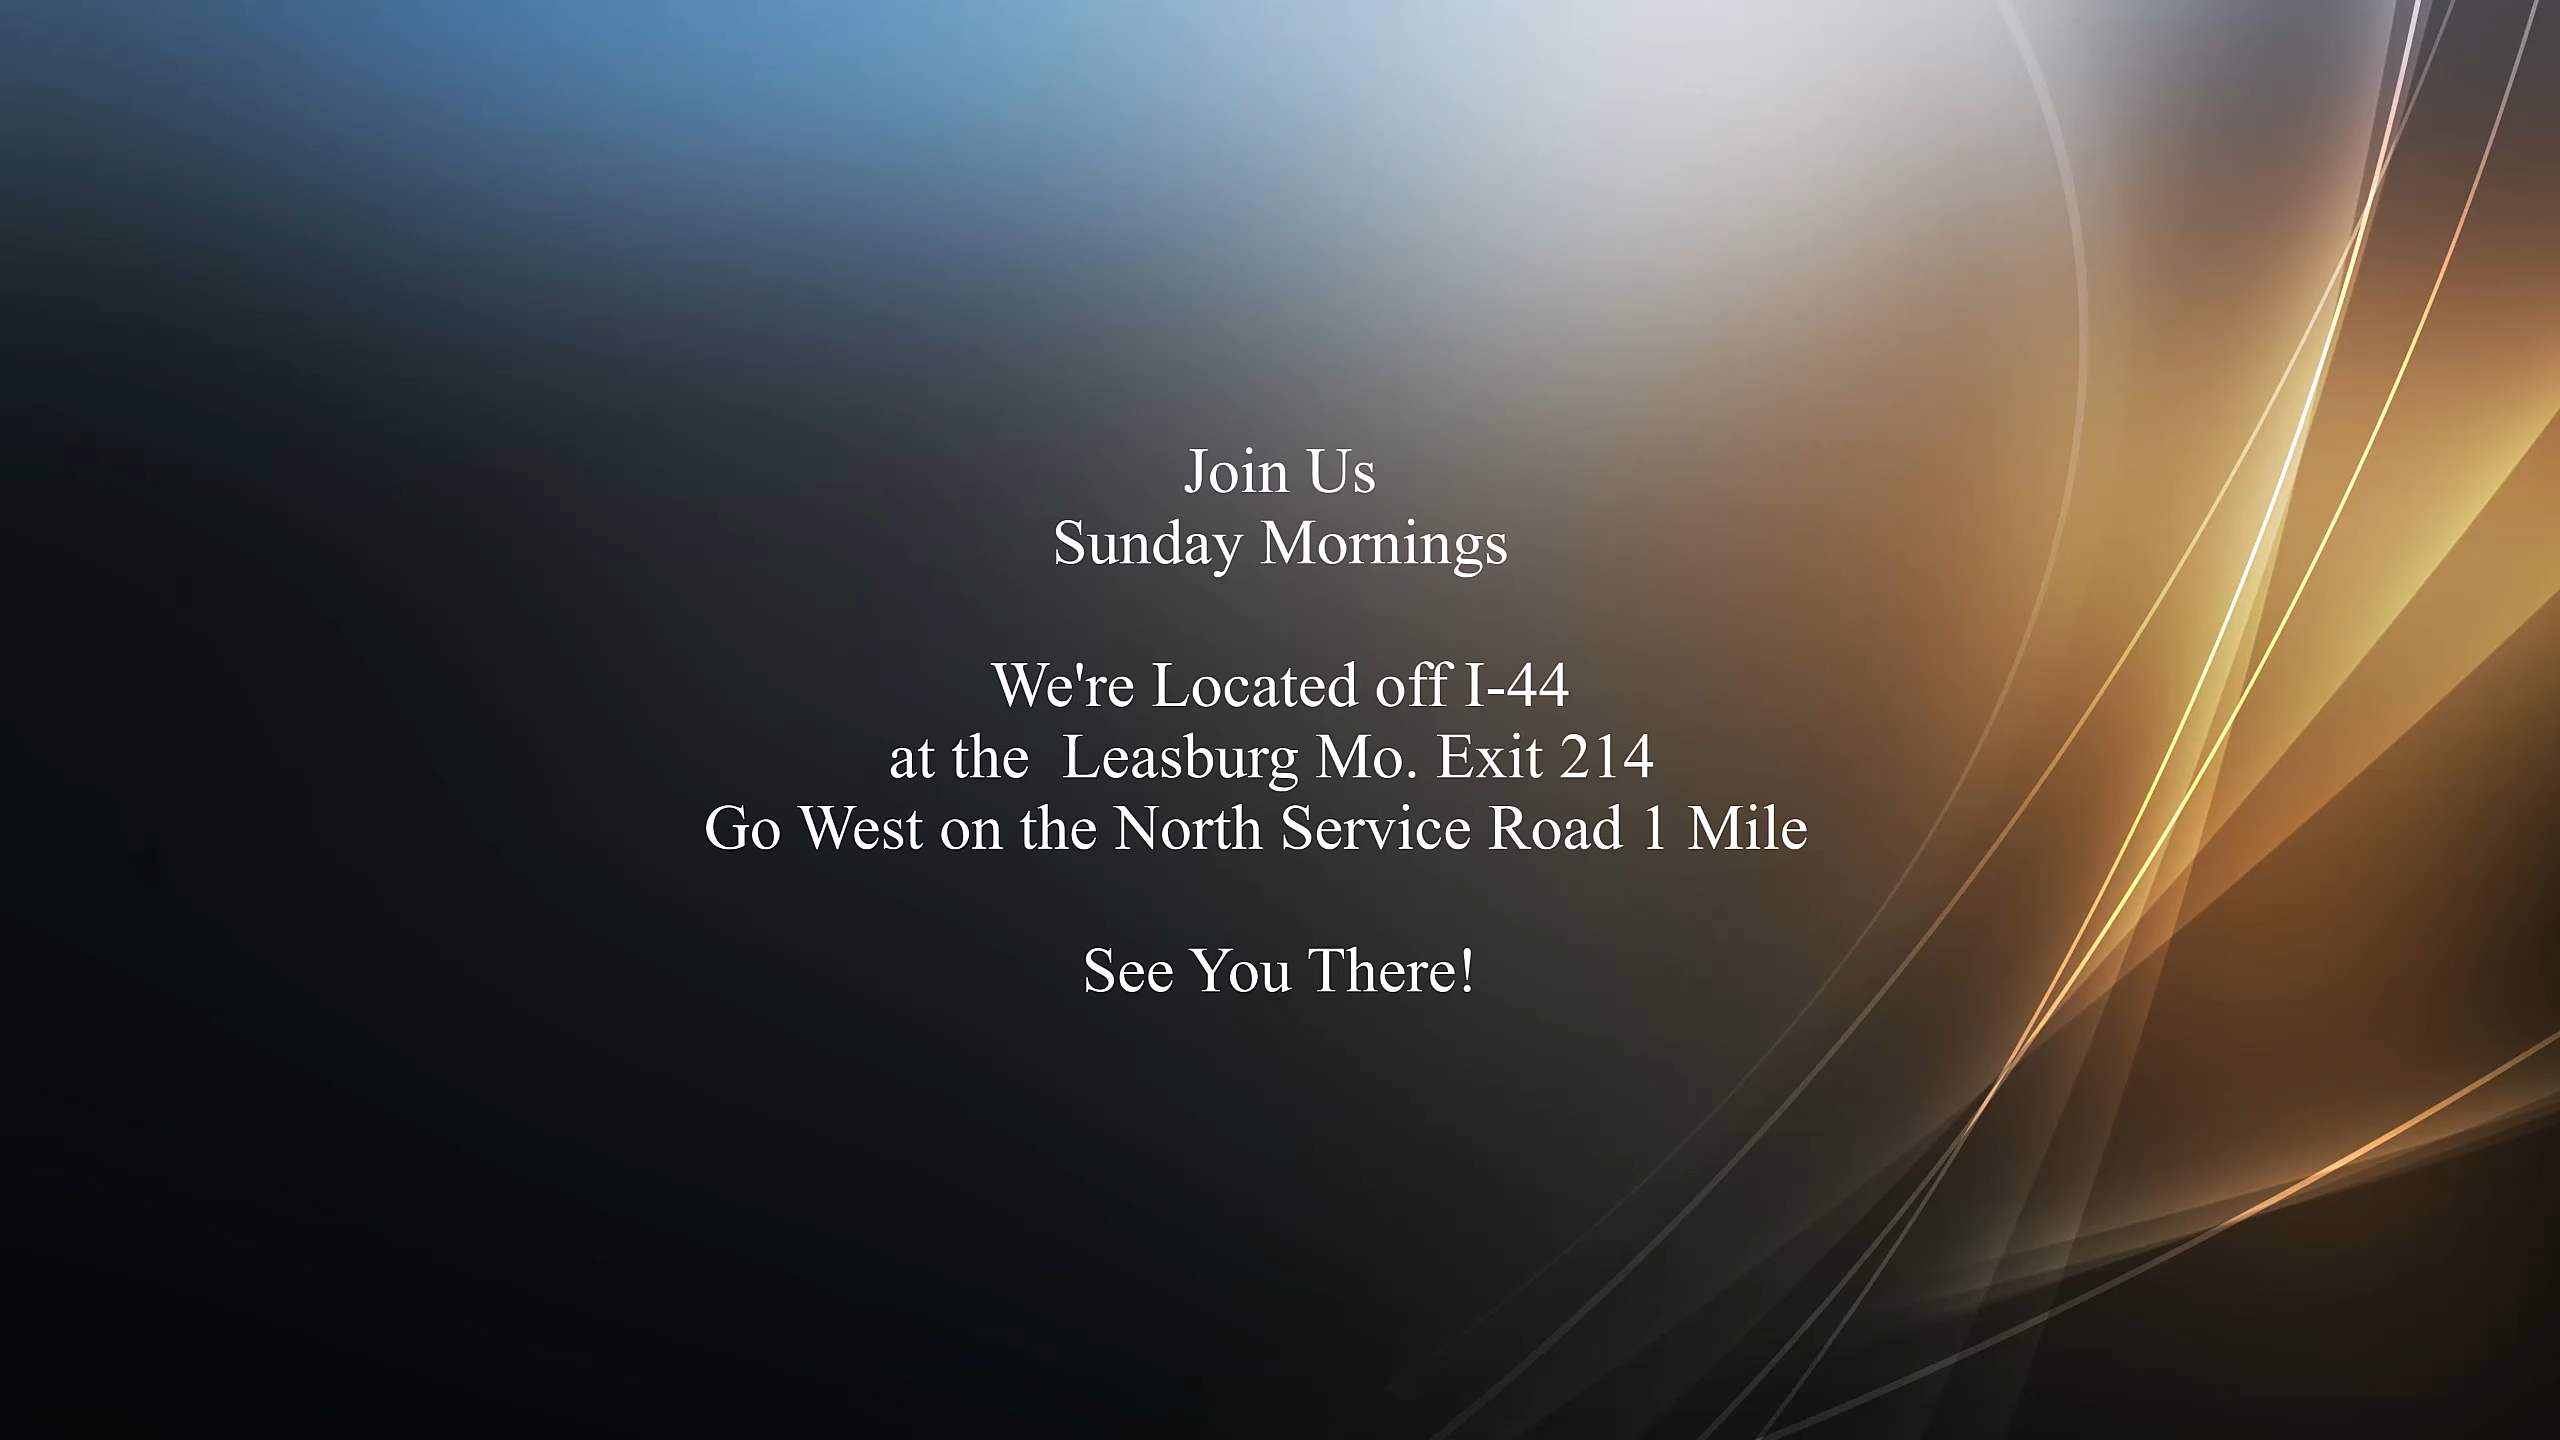 Join Us
Sunday Mornings
We're Located off I-44
at the  Leasburg Mo. Exit 214
Go West on the North Service Road 1 Mile
See You There!